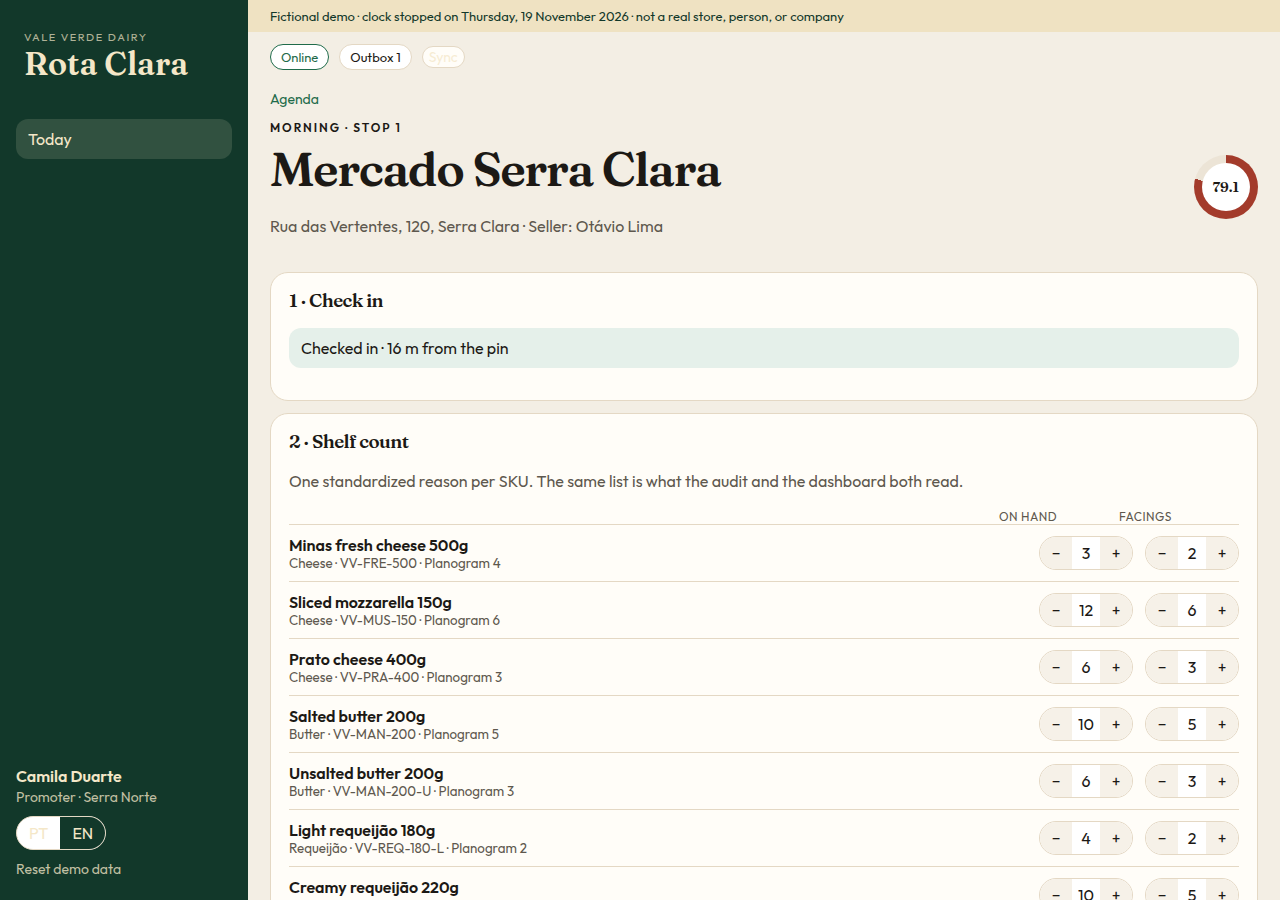 VALE VERDE DAIRY
Rota Clara
Today
Camila Duarte
Promoter · Serra Norte
PT EN
Reset demo data
Fictional demo · clock stopped on Thursday, 19 November 2026 · not a real store, person, or company
Online Outbox 1 Sync
Agenda
MORNING · STOP 1
Mercado Serra Clara
79.1
Rua das Vertentes, 120, Serra Clara · Seller: Otávio Lima
1 · Check in
Checked in · 16 m from the pin
2 · Shelf count
One standardized reason per SKU. The same list is what the audit and the dashboard both read.
ON HAND FACINGS
Minas fresh cheese 500g
Cheese · VV-FRE-500 · Planogram 4
− 3 + − 2 +
Sliced mozzarella 150g
Cheese · VV-MUS-150 · Planogram 6
− 12 + − 6 +
Prato cheese 400g
Cheese · VV-PRA-400 · Planogram 3
− 6 + − 3 +
Salted butter 200g
Butter · VV-MAN-200 · Planogram 5
− 10 + − 5 +
Unsalted butter 200g
Butter · VV-MAN-200-U · Planogram 3
− 6 + − 3 +
Light requeijão 180g
Requeijão · VV-REQ-180-L · Planogram 2
− 4 + − 2 +
Creamy requeijão 220g
− 10 + − 5 +